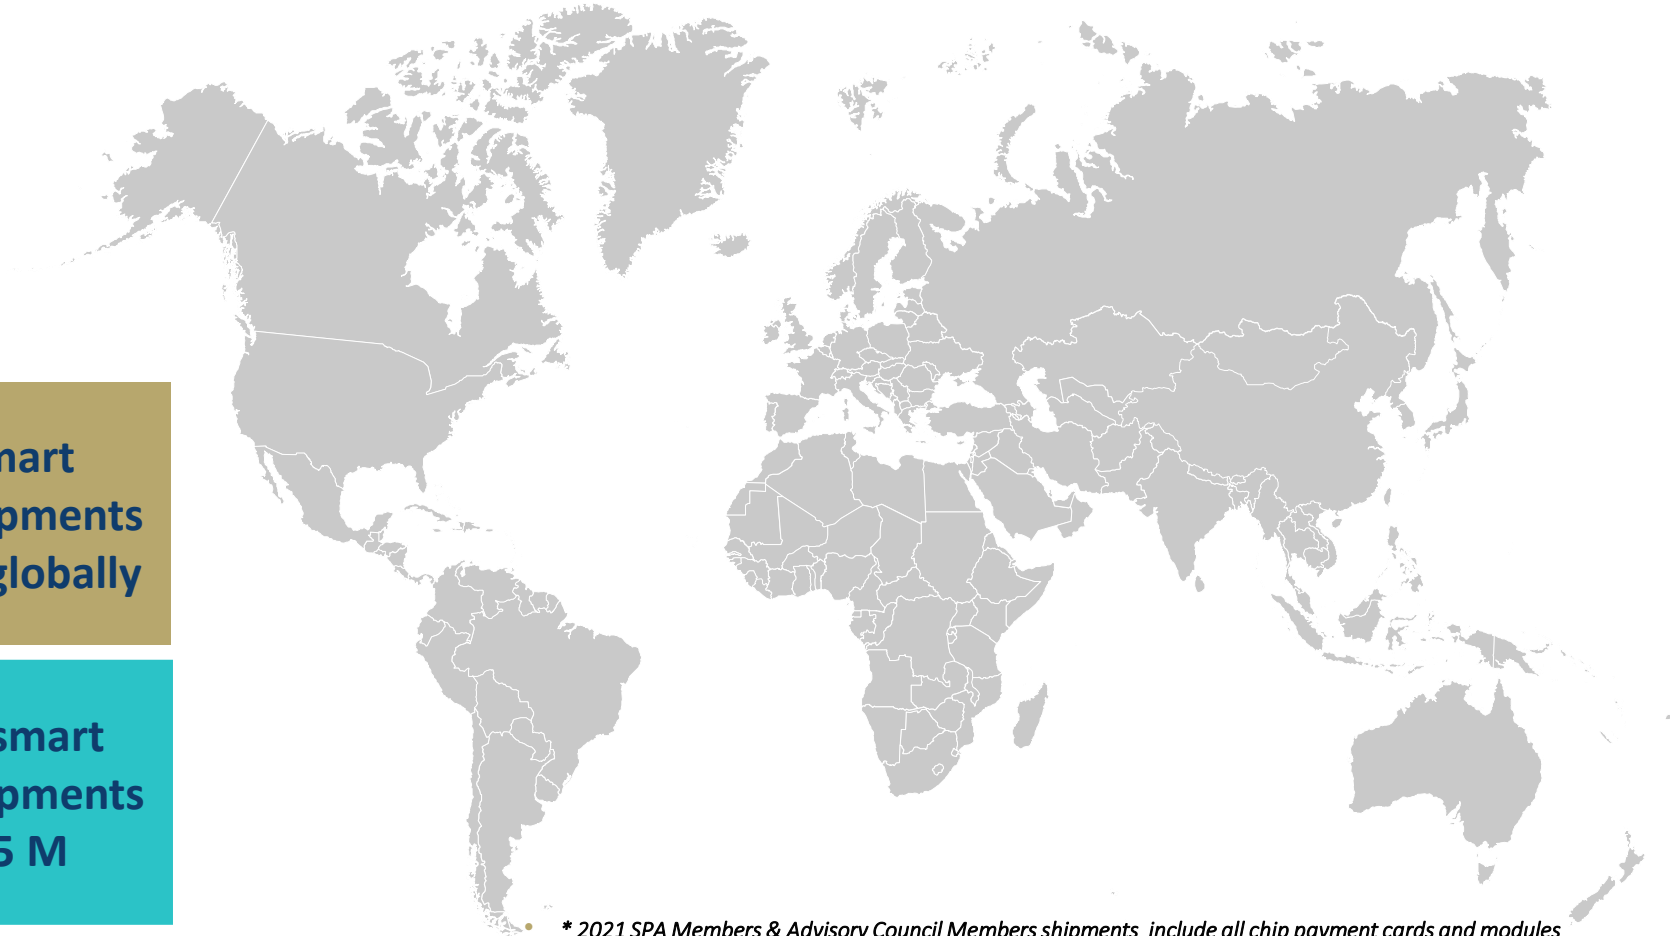 mart
pments
globally
smart
pments
5 M
* 2021 SPA Members & Advisory Council Members shipments include all chip payment cards and modules